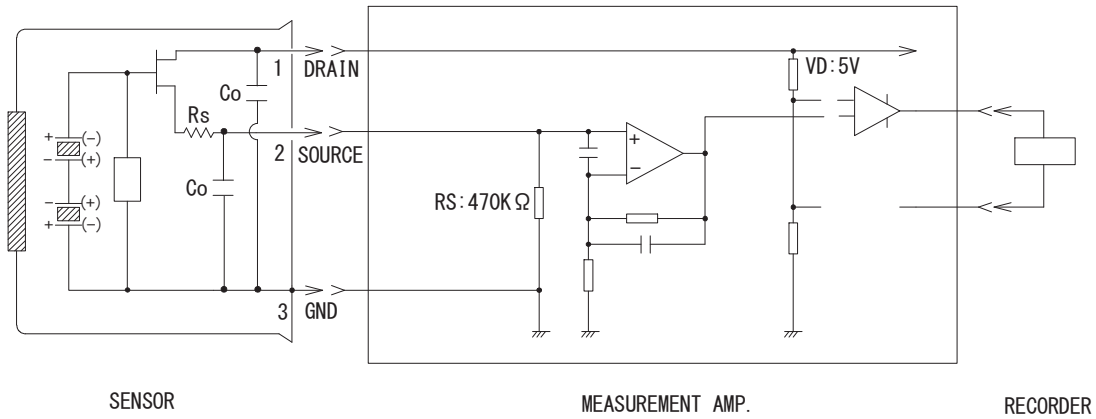 1 DRAIN
VD:5V
Co
Rs
+ (-)
- (+)
2 SOURCE
Co
- (+)
+ (-)
RS:470KΩ
+
-
3 GND
SENSOR
MEASUREMENT AMP.
RECORDER